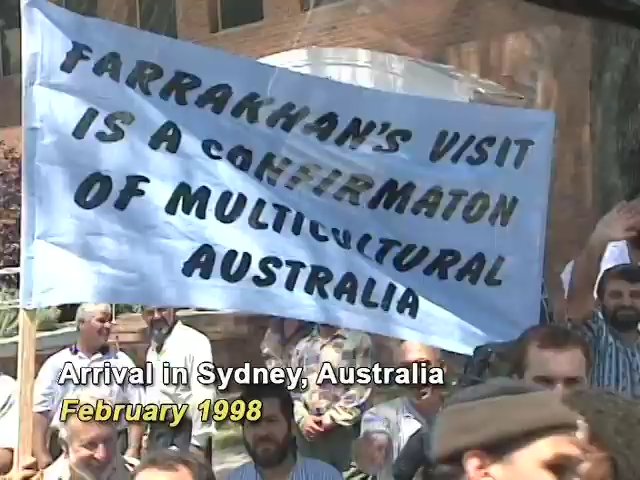 FARRAKHAN'S VISIT
IS A CONFIRMATON
OF MULTICULTURAL
AUSTRALIA
Arrival in Sydney, Australia
February 1998